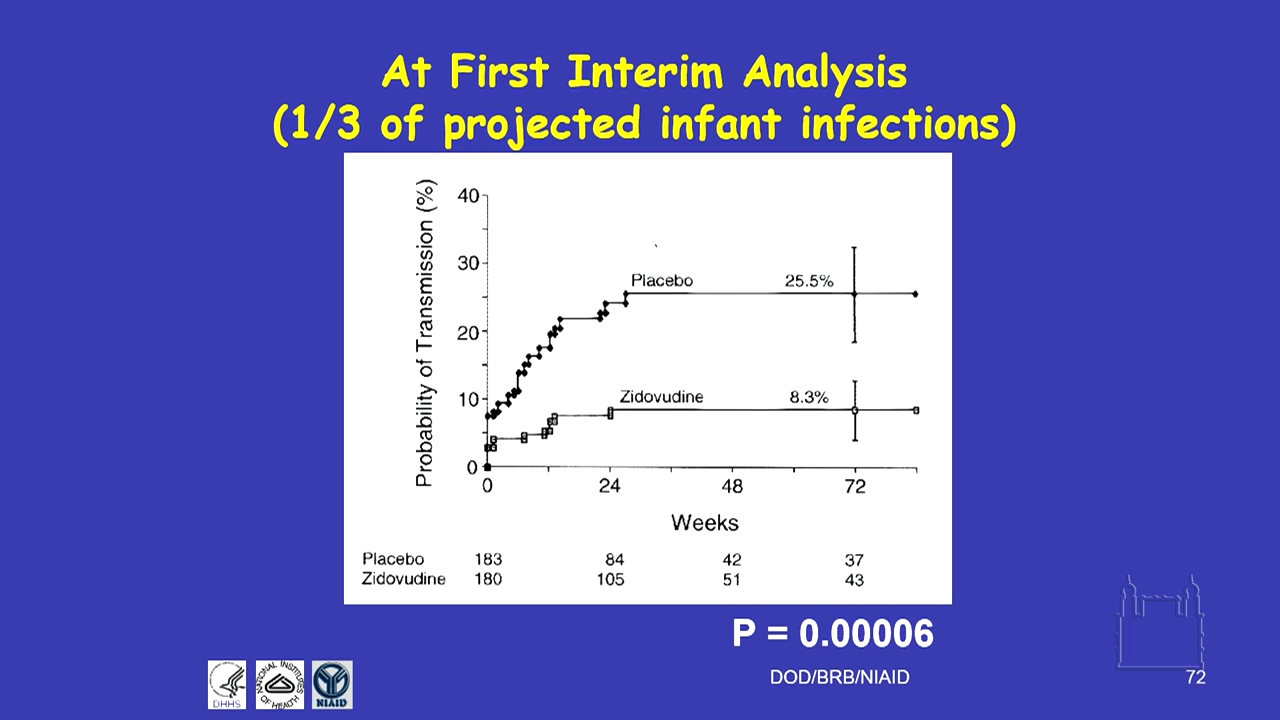 At First Interim Analysis
(1/3 of projected infant infections)
Probability of Transmission (%)
40
30
20
10
0
Placebo 25.5%
Zidovudine 8.3%
0 24 48 72
Weeks
Placebo 183 84 42 37
Zidovudine 180 105 51 43
P = 0.00006
DHHS
NATIONAL INSTITUTES OF HEALTH
NIAID
DOD/BRB/NIAID
72